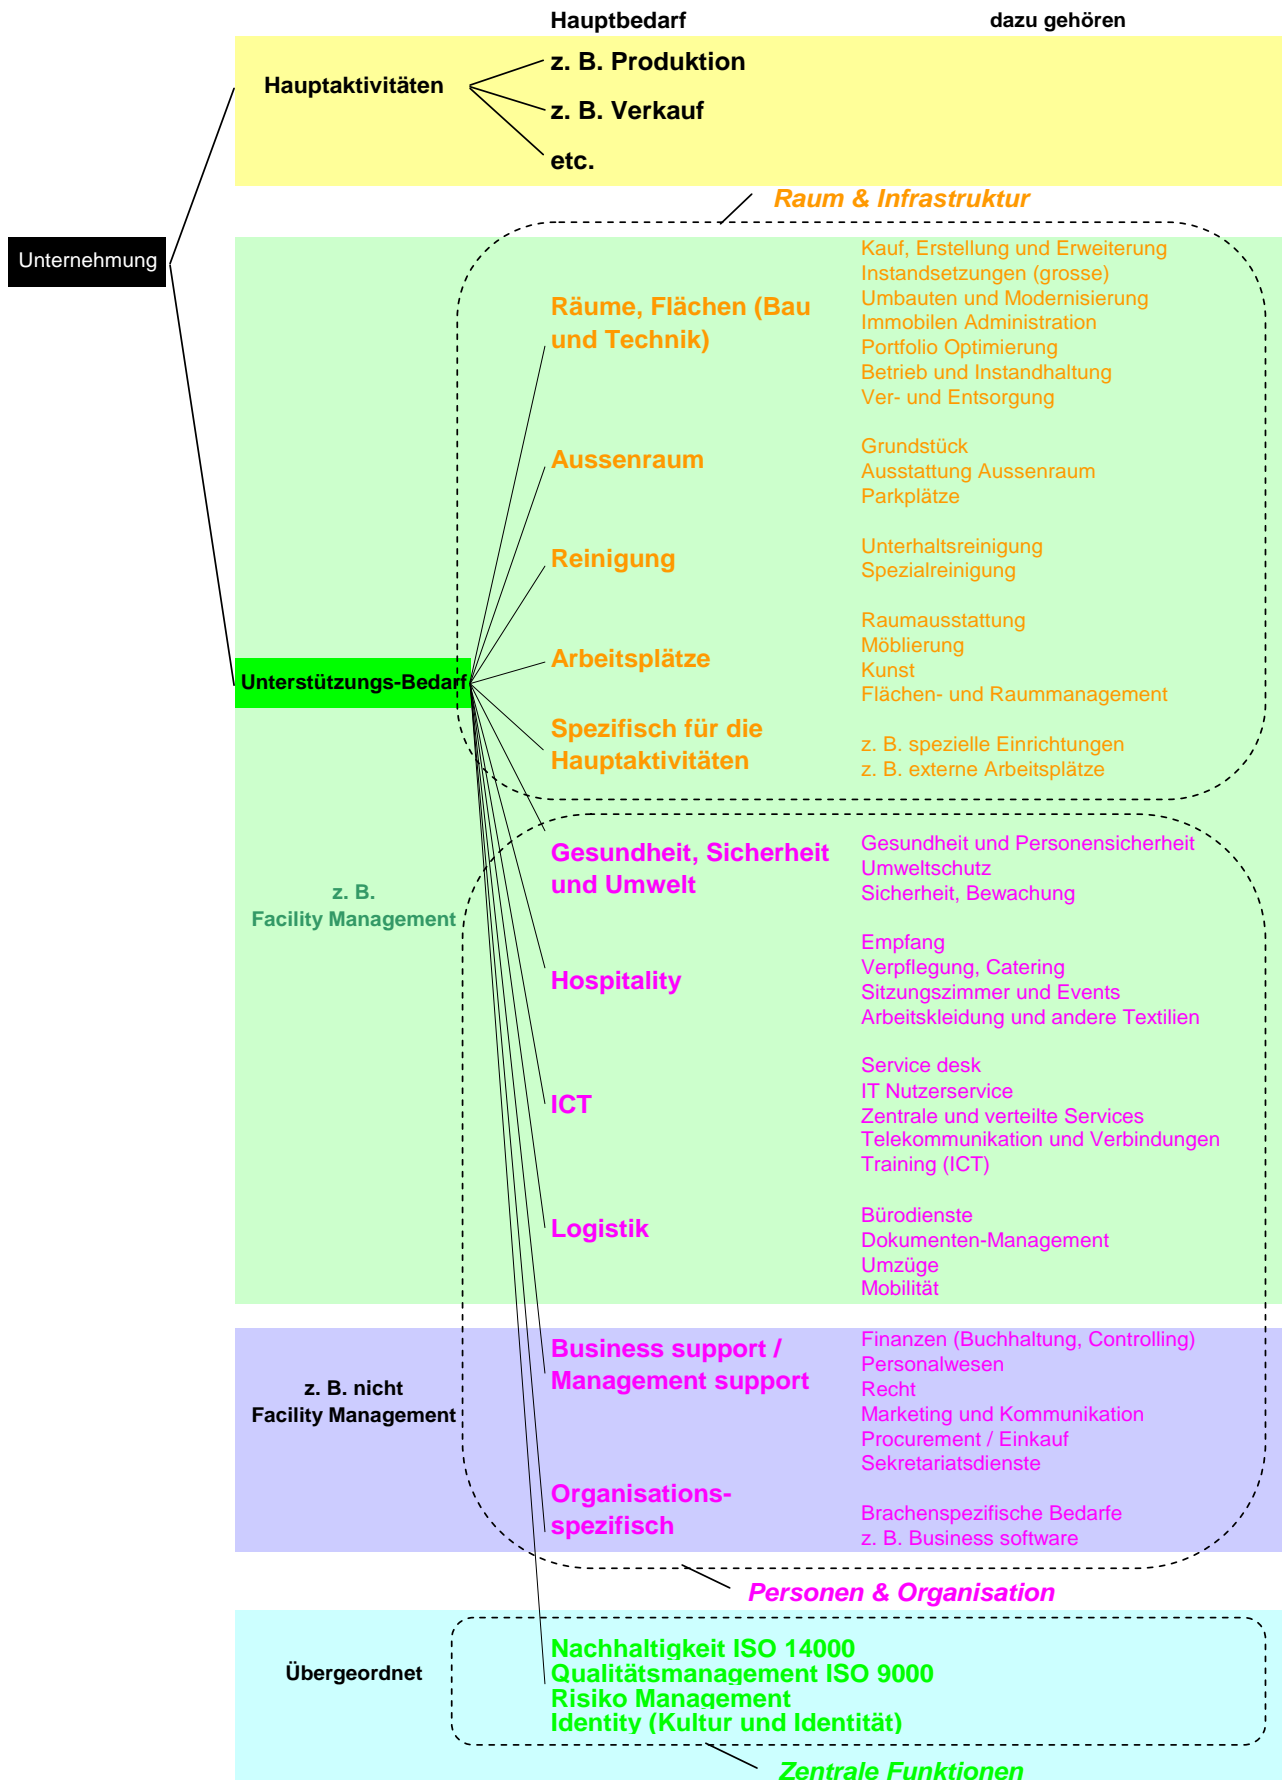 Hauptbedarf
dazu gehören
Hauptaktivitäten
z. B. Produktion
z. B. Verkauf
etc.
Raum & Infrastruktur
Unternehmung
Räume, Flächen (Bau
und Technik)
Kauf, Erstellung und Erweiterung
Instandsetzungen (grosse)
Umbauten und Modernisierung
Immobilen Administration
Portfolio Optimierung
Betrieb und Instandhaltung
Ver- und Entsorgung
Aussenraum
Grundstück
Ausstattung Aussenraum
Parkplätze
Reinigung
Unterhaltsreinigung
Spezialreinigung
Unterstützungs-Bedarf
Arbeitsplätze
Raumausstattung
Möblierung
Kunst
Flächen- und Raummanagement
Spezifisch für die
Hauptaktivitäten
z. B. spezielle Einrichtungen
z. B. externe Arbeitsplätze
z. B.
Facility Management
Gesundheit, Sicherheit
und Umwelt
Gesundheit und Personensicherheit
Umweltschutz
Sicherheit, Bewachung
Hospitality
Empfang
Verpflegung, Catering
Sitzungszimmer und Events
Arbeitskleidung und andere Textilien
ICT
Service desk
IT Nutzerservice
Zentrale und verteilte Services
Telekommunikation und Verbindungen
Training (ICT)
Logistik
Bürodienste
Dokumenten-Management
Umzüge
Mobilität
z. B. nicht
Facility Management
Business support /
Management support
Finanzen (Buchhaltung, Controlling)
Personalwesen
Recht
Marketing und Kommunikation
Procurement / Einkauf
Sekretariatsdienste
Organisations-
spezifisch
Brachenspezifische Bedarfe
z. B. Business software
Personen & Organisation
Übergeordnet
Nachhaltigkeit ISO 14000
Qualitätsmanagement ISO 9000
Risiko Management
Identity (Kultur und Identität)
Zentrale Funktionen